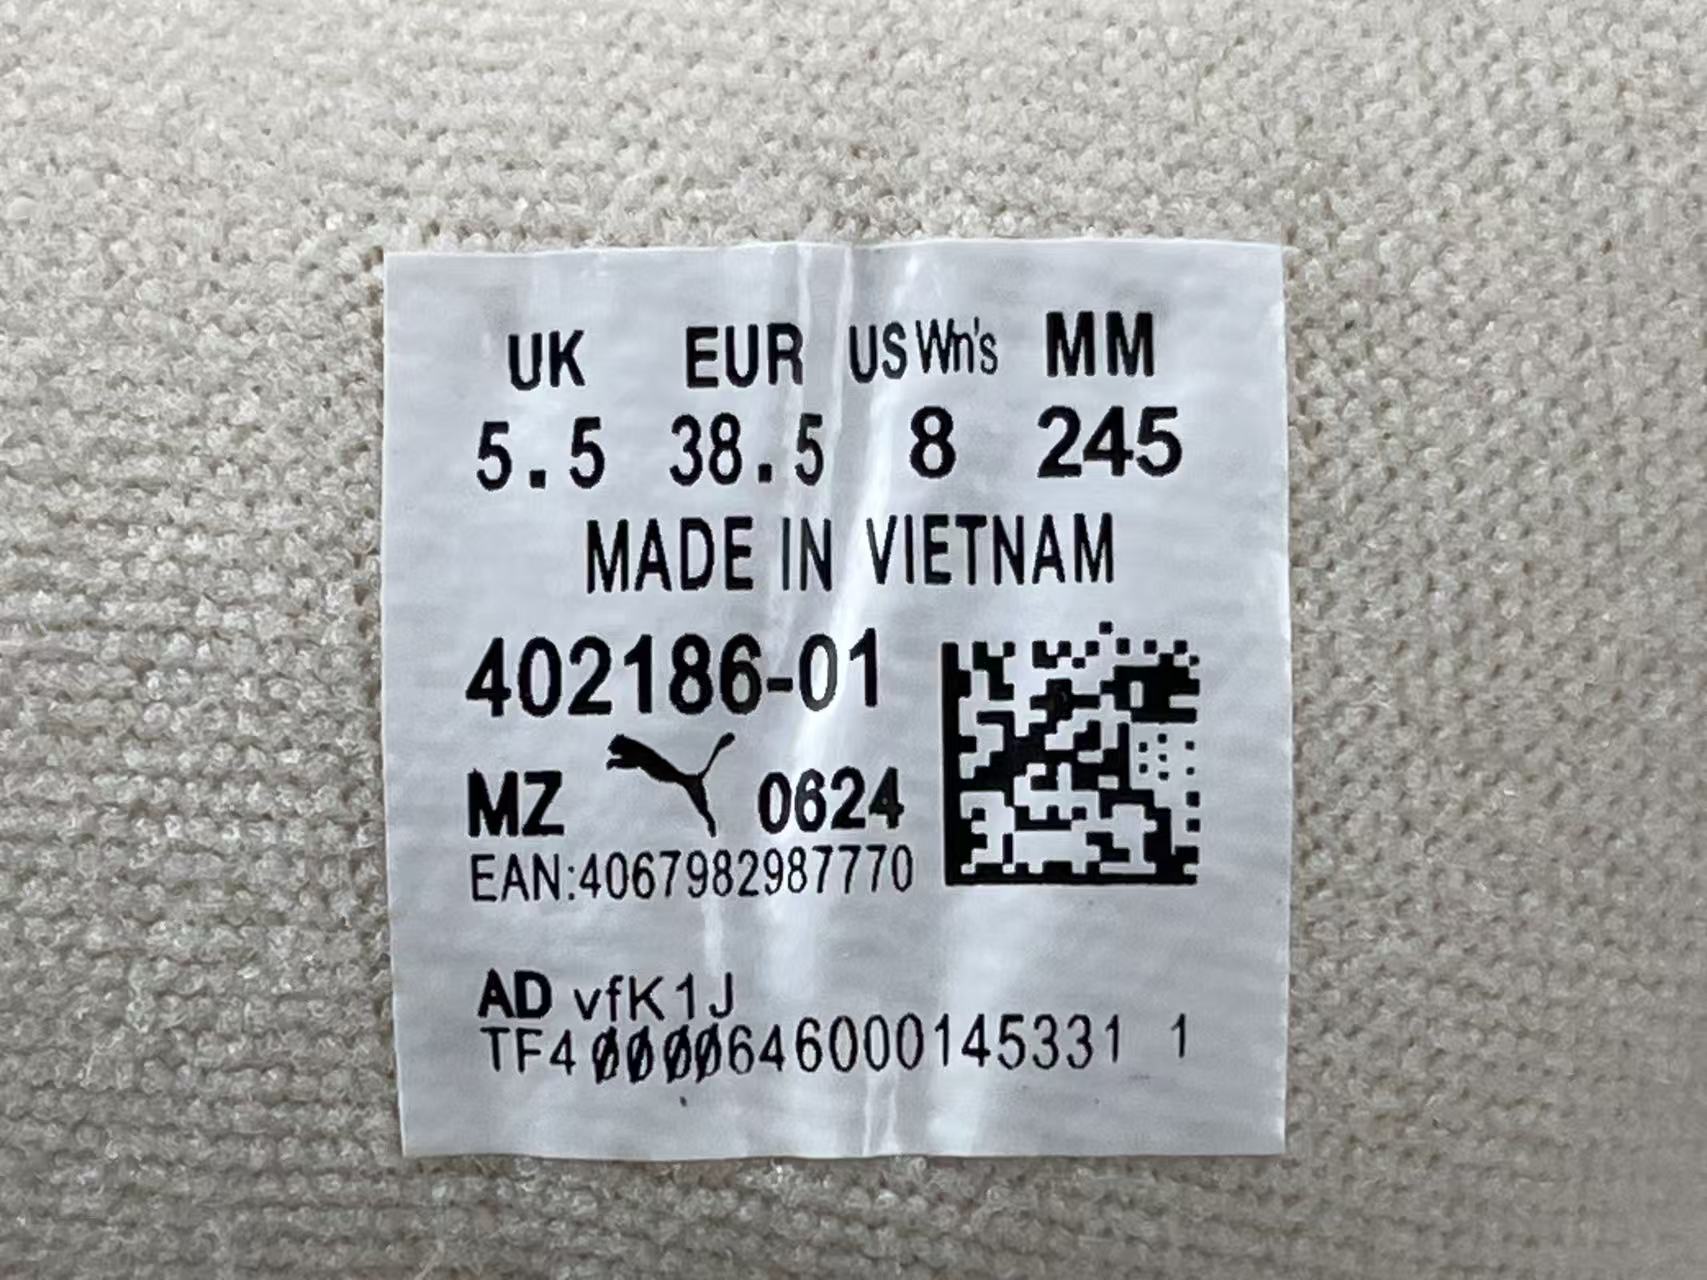 UK EUR US Wn's MM
5.5 38.5 8 245
MADE IN VIETNAM
402186-01
MZ 0624
EAN:4067982987770
AD vfK1J
TF40000646000145331 1